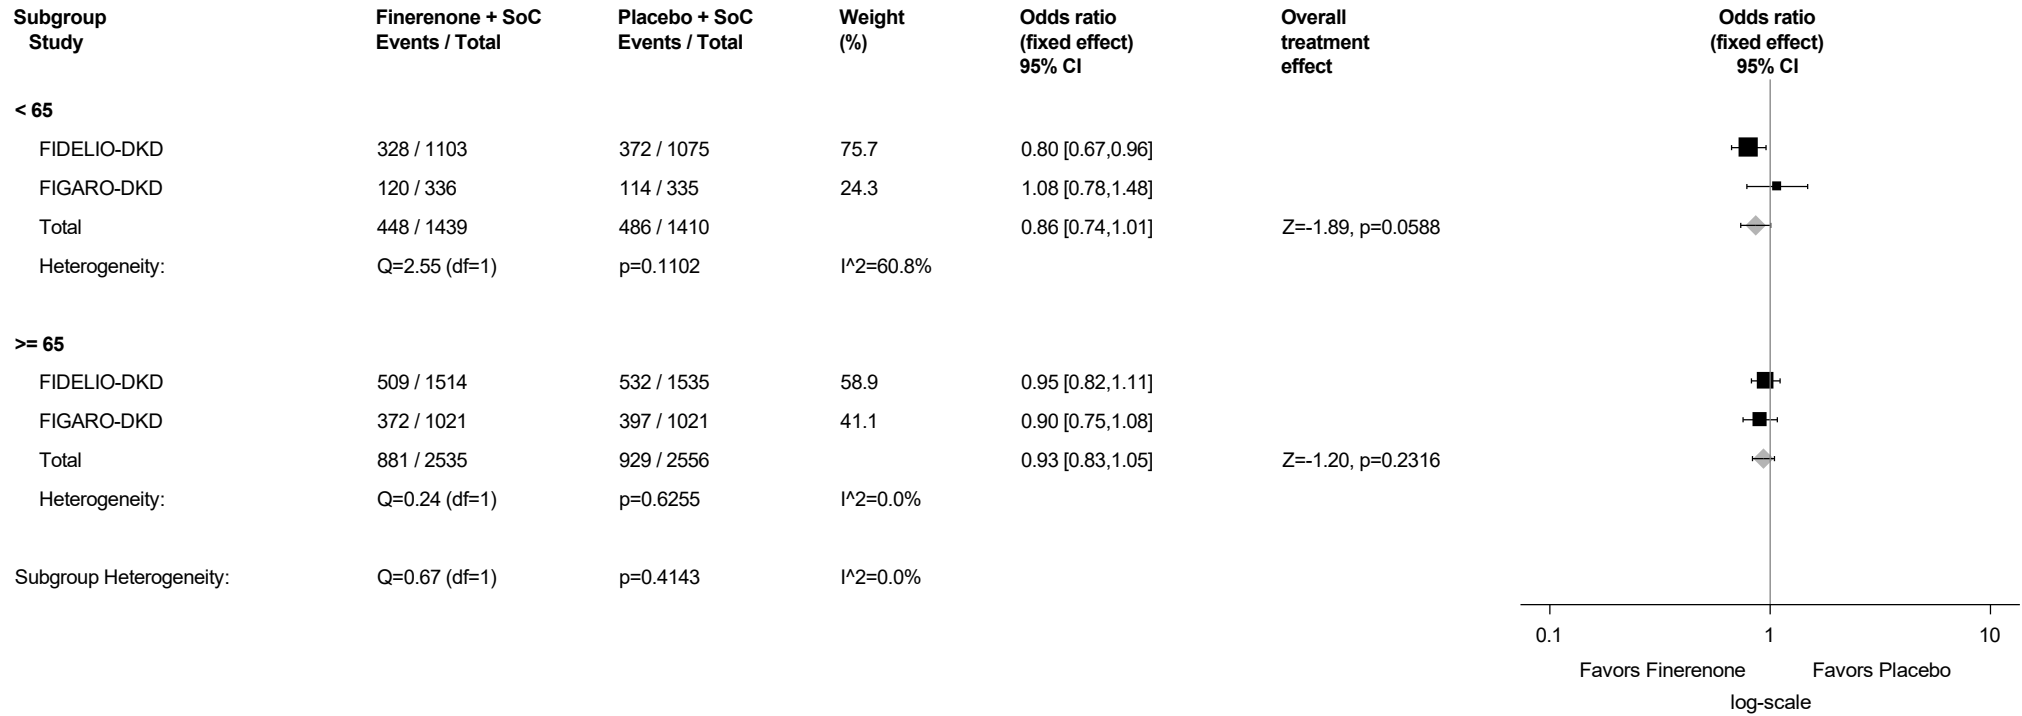 Subgroup Finerenone + SoC Placebo + SoC Weight Odds ratio Overall Odds ratio
Study Events / Total Events / Total (%) (fixed effect) treatment (fixed effect)
95% CI effect 95% CI
< 65
FIDELIO-DKD 328 / 1103 372 / 1075 75.7 0.80 [0.67,0.96]
FIGARO-DKD 120 / 336 114 / 335 24.3 1.08 [0.78,1.48]
Total 448 / 1439 486 / 1410 0.86 [0.74,1.01] Z=-1.89, p=0.0588
Heterogeneity: Q=2.55 (df=1) p=0.1102 I^2=60.8%
>= 65
FIDELIO-DKD 509 / 1514 532 / 1535 58.9 0.95 [0.82,1.11]
FIGARO-DKD 372 / 1021 397 / 1021 41.1 0.90 [0.75,1.08]
Total 881 / 2535 929 / 2556 0.93 [0.83,1.05] Z=-1.20, p=0.2316
Heterogeneity: Q=0.24 (df=1) p=0.6255 I^2=0.0%
Subgroup Heterogeneity: Q=0.67 (df=1) p=0.4143 I^2=0.0%
0.1 1 10
Favors Finerenone Favors Placebo
log-scale